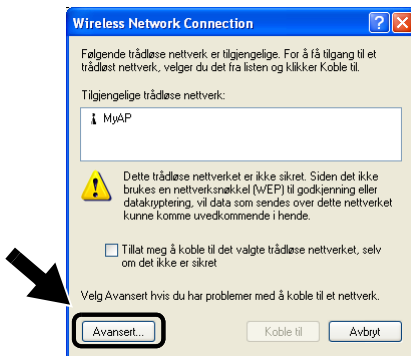 Wireless Network Connection
Følgende trådløse nettverk er tilgjengelige. For å få tilgang til et
trådløst nettverk, velger du det fra listen og klikker Koble til.
Tilgjengelige trådløse nettverk:
MyAP
Dette trådløse nettverket er ikke sikret. Siden det ikke
brukes en nettverksnøkkel (WEP) til godkjenning eller
datakryptering, vil data som sendes over dette nettverket
kunne komme uvedkommende i hende.
Tillat meg å koble til det valgte trådløse nettverket, selv
om det ikke er sikret
Velg Avansert hvis du har problemer med å koble til et nettverk.
Avansert... Koble til Avbryt